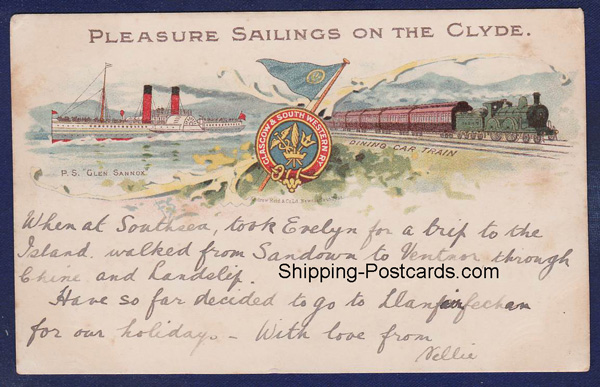 PLEASURE SAILINGS ON THE CLYDE.
GLASGOW & SOUTH WESTERN RY
P.S. "GLEN SANNOX"
DINING CAR TRAIN
When at Southsea, took Evelyn for a trip to the
Island. walked from Sandown to Ventnor through
Chine and Landslip.
Shipping-Postcards.com
Have so far decided to go to Llanfairfechan
for our holidays - With love from
Nellie